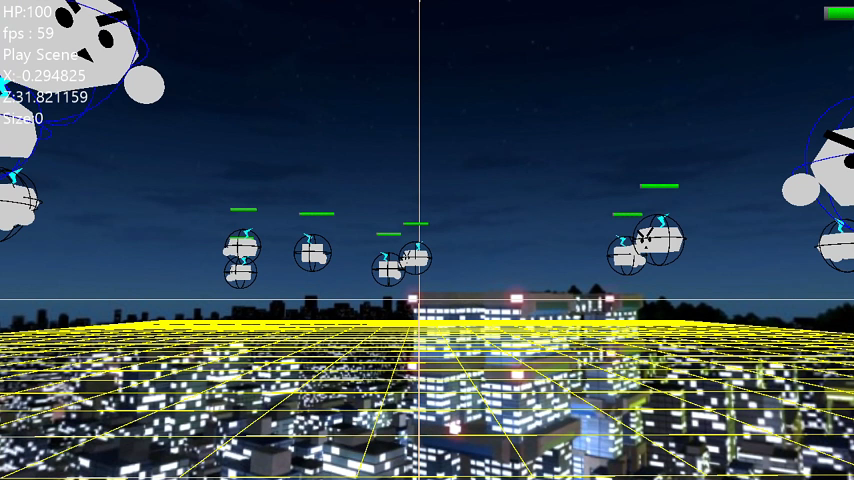 HP:100
fps : 59
Play Scene
X:-0.294825
Z:31.821159
Size:0